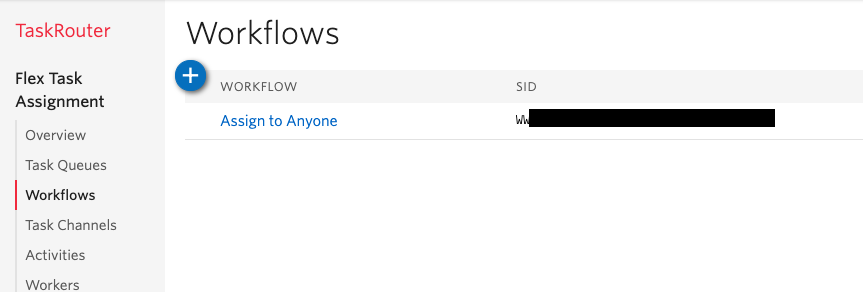 TaskRouter
Flex Task
Assignment
Overview
Task Queues
Workflows
Task Channels
Activities
Workers
Workflows
+
WORKFLOW SID
Assign to Anyone WW